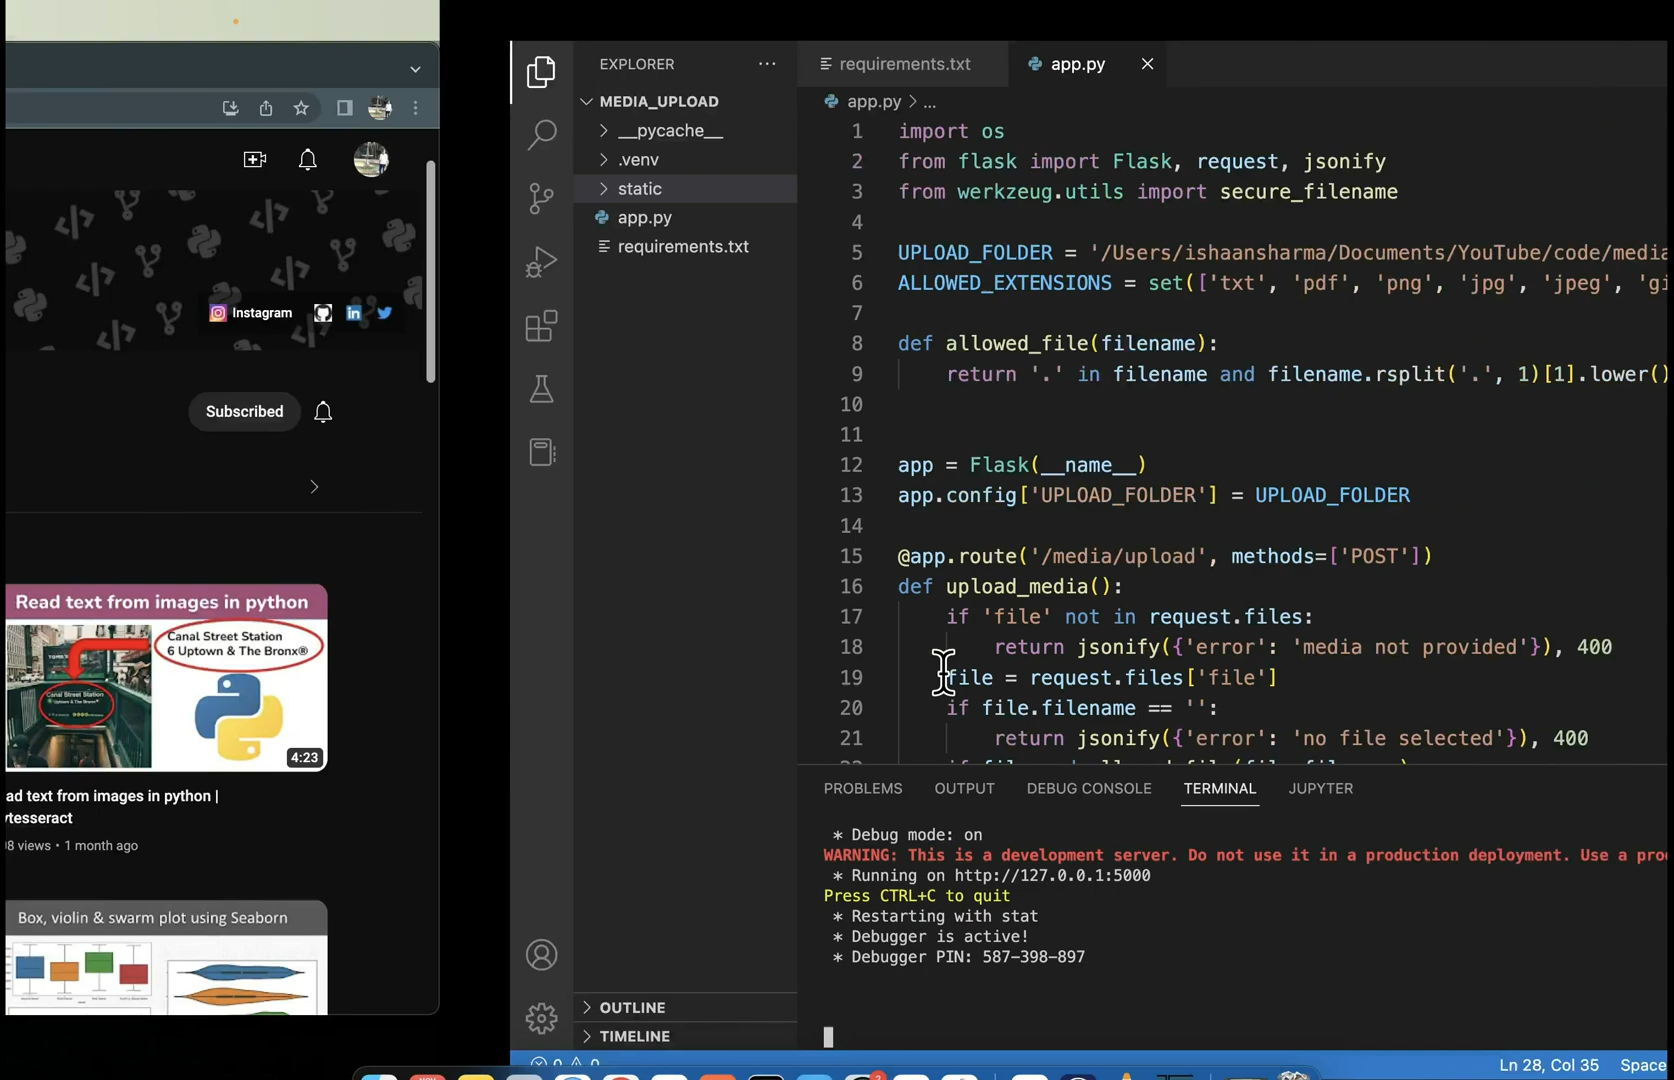 Instagram
Subscribed
Read text from images in python
Canal Street Station
6 Uptown & The Bronx®
Canal Street Station
4:23
ad text from images in python |
ytesseract
8 views • 1 month ago
Box, violin & swarm plot using Seaborn
EXPLORER
MEDIA_UPLOAD
__pycache__
.venv
static
app.py
requirements.txt
OUTLINE
TIMELINE
requirements.txt
app.py
app.py > ...
1 import os
2 from flask import Flask, request, jsonify
3 from werkzeug.utils import secure_filename
4
5 UPLOAD_FOLDER = '/Users/ishaansharma/Documents/YouTube/code/media
6 ALLOWED_EXTENSIONS = set(['txt', 'pdf', 'png', 'jpg', 'jpeg', 'gi
7
8 def allowed_file(filename):
9 return '.' in filename and filename.rsplit('.', 1)[1].lower()
10
11
12 app = Flask(__name__)
13 app.config['UPLOAD_FOLDER'] = UPLOAD_FOLDER
14
15 @app.route('/media/upload', methods=['POST'])
16 def upload_media():
17 if 'file' not in request.files:
18 return jsonify({'error': 'media not provided'}), 400
19 file = request.files['file']
20 if file.filename == '':
21 return jsonify({'error': 'no file selected'}), 400
PROBLEMS OUTPUT DEBUG CONSOLE TERMINAL JUPYTER
* Debug mode: on
WARNING: This is a development server. Do not use it in a production deployment. Use a pro
* Running on http://127.0.0.1:5000
Press CTRL+C to quit
* Restarting with stat
* Debugger is active!
* Debugger PIN: 587-398-897
Ln 28, Col 35 Space